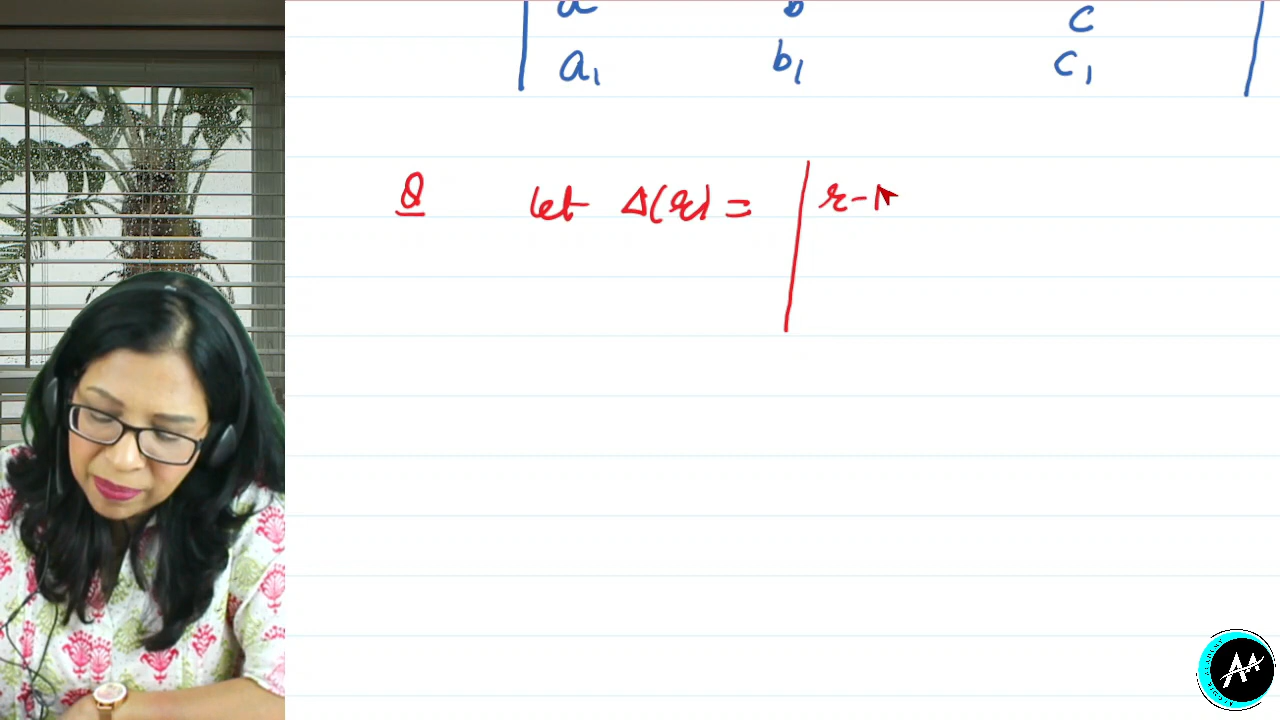 a b c
a₁ b₁ c₁
Q let Δ(r) = | r-1